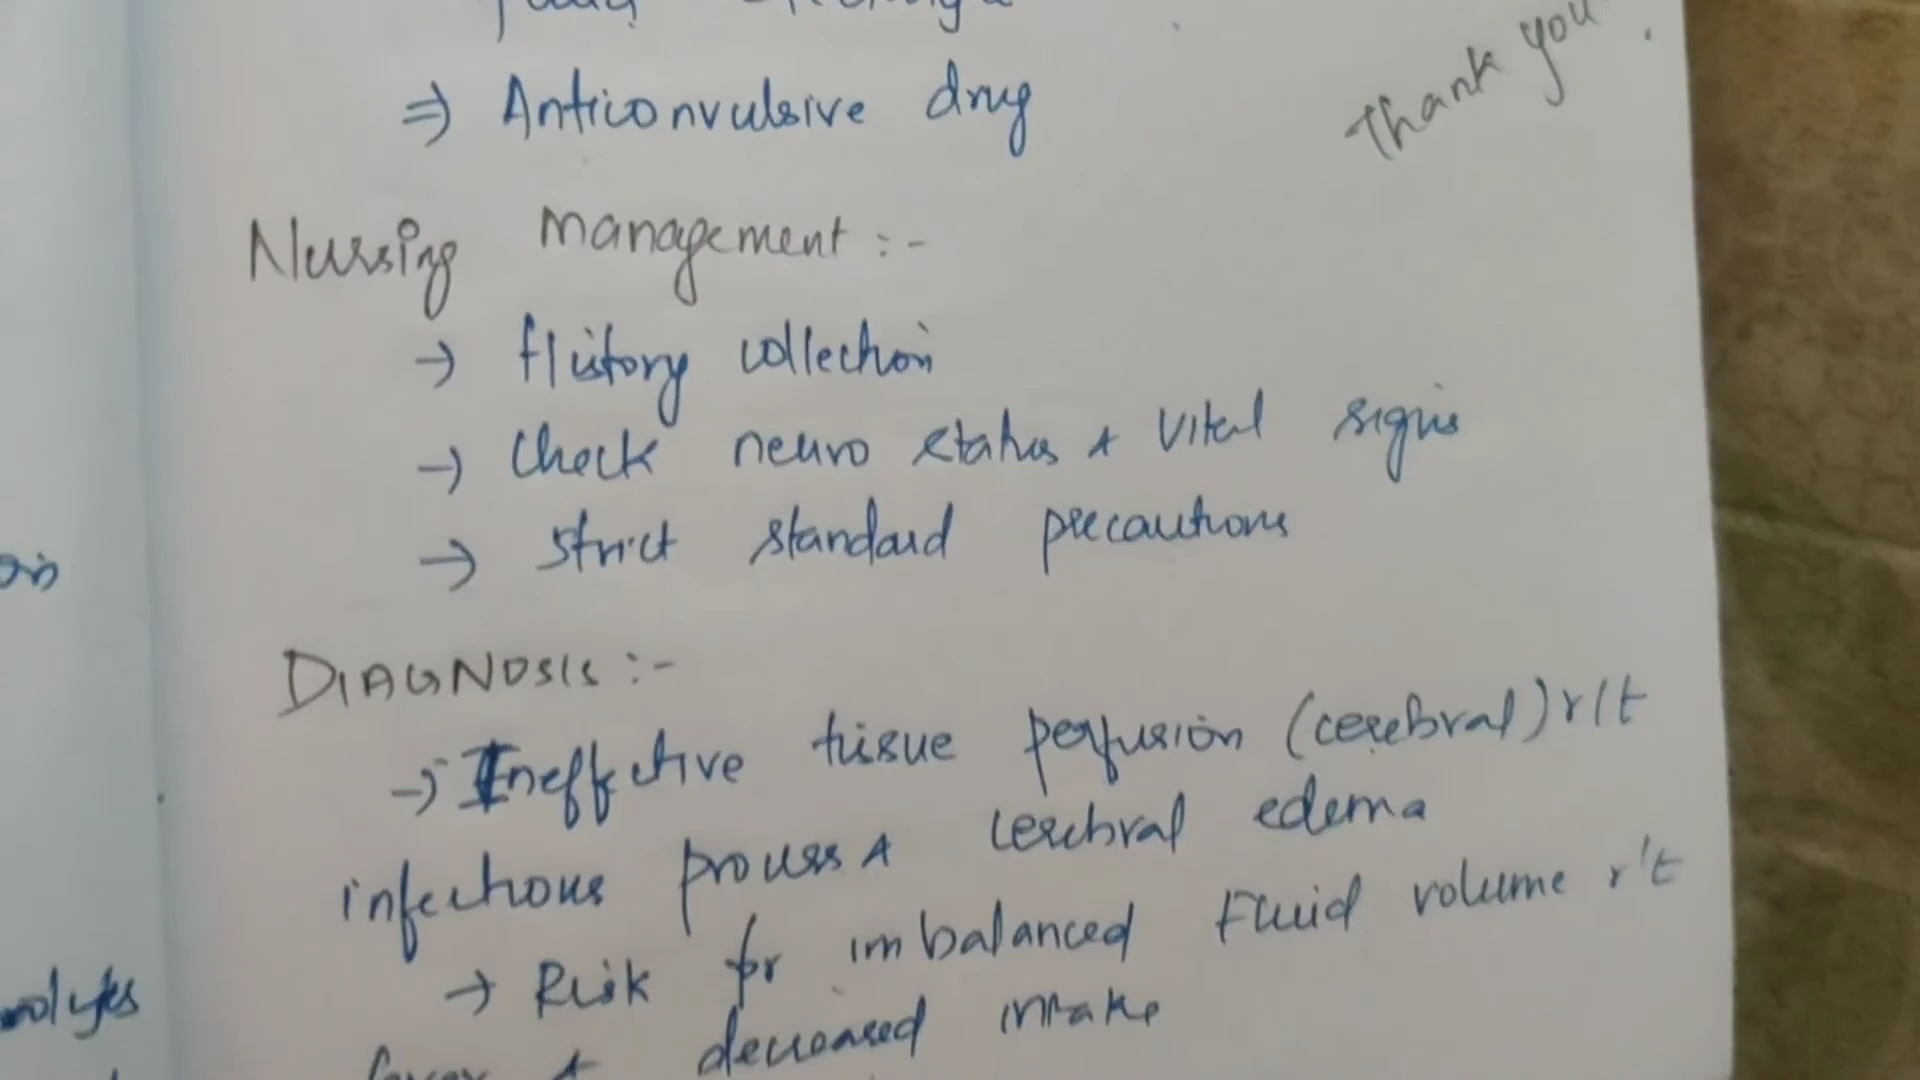 ⇒ Anticonvulsive drug
Thank you
Nursing management :-
→ History collection
→ Check neuro status & vital signs
→ strict standard precautions
DIAGNOSIS :-
→ Ineffective tissue perfusion (cerebral) r/t
infectious process & cerebral edema
→ Risk for imbalanced Fluid volume r/t
fever & decreased intake